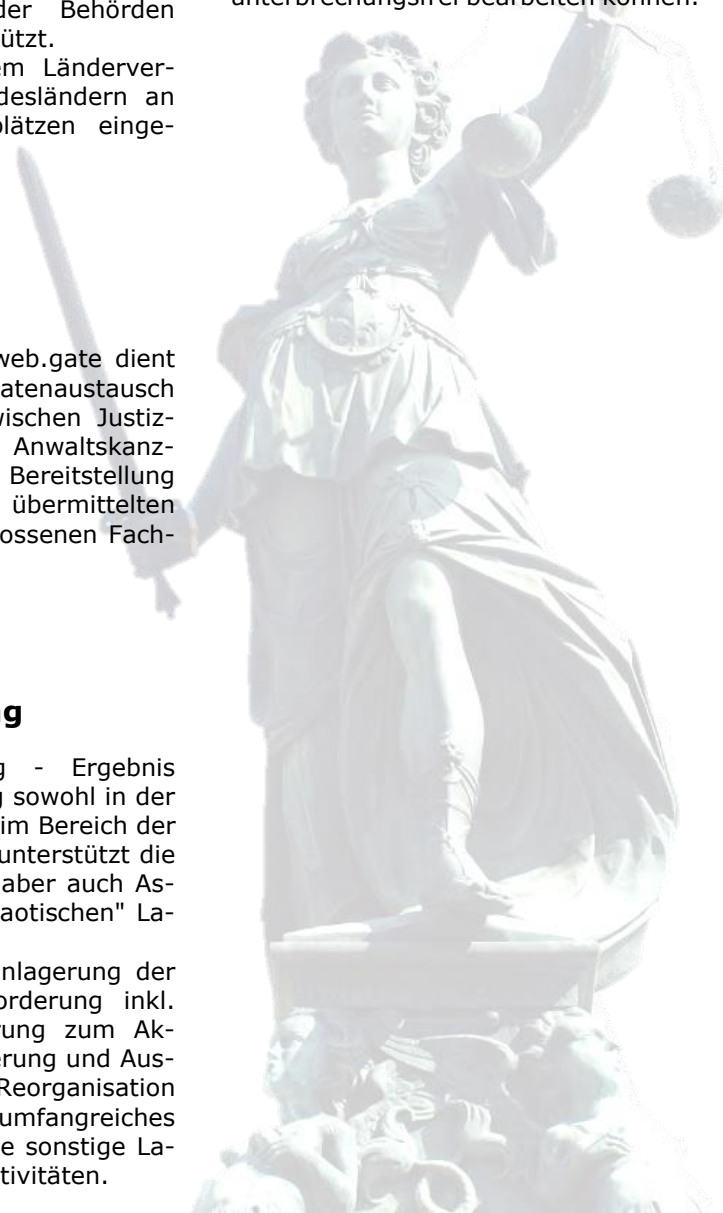 der Behörden
ützt.
em Länderver-
desländern an
plätzen einge-
web.gate dient
atenaustausch
wischen Justiz-
Anwaltskanz-
Bereitstellung
übermittelten
ossenen Fach-
g
g - Ergebnis
g sowohl in der
im Bereich der
unterstützt die
aber auch As-
aotischen" La-
nlagerung der
orderung inkl.
rung zum Ak-
erung und Aus-
Reorganisation
umfangreiches
e sonstige La-
tivitäten.
unterbrechungsfrei bearbeiten können.